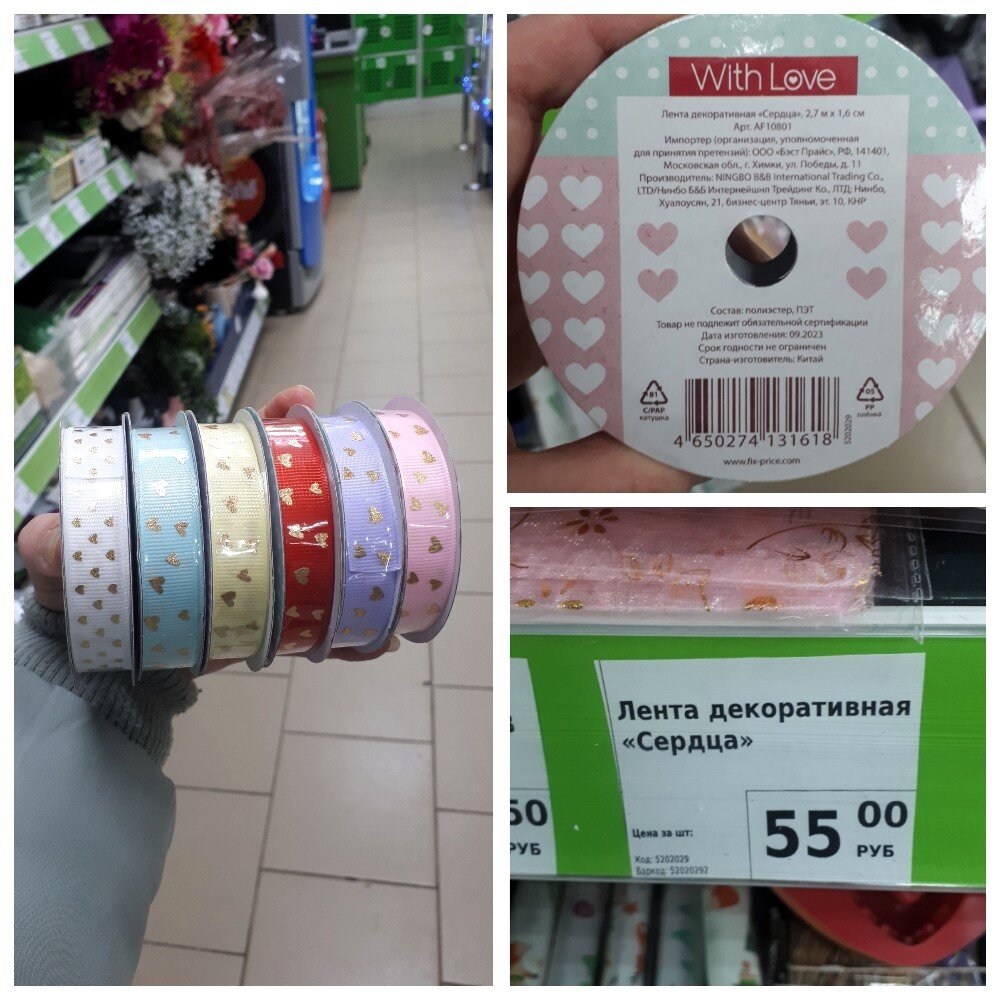 With Love
Лента декоративная «Сердца», 2,7 м х 1,6 см
Арт. AF10801
Импортер (организация, уполномоченная
для принятия претензий): ООО «Бэст Прайс», РФ, 141401,
Московская обл., г. Химки, ул. Победы, д. 11
Производитель: NINGBO B&B International Trading Co.,
LTD/Нинбо Б&Б Интернейшнл Трейдинг Ко., ЛТД; Нинбо,
Хуалоусян, 21, бизнес-центр Тяньи, эт. 10, КНР
Состав: полиэстер, ПЭТ
Товар не подлежит обязательной сертификации
Дата изготовления: 09.2023
Срок годности не ограничен
Страна-изготовитель: Китай
81
C/PAP
катушка
05
PP
плёнка
4 650274 131618
5202029
www.fix-price.com
Лента декоративная
«Сердца»
50
РУБ
Цена за шт:
Код: 5202029
Баркод: 52020292
55 00
РУБ